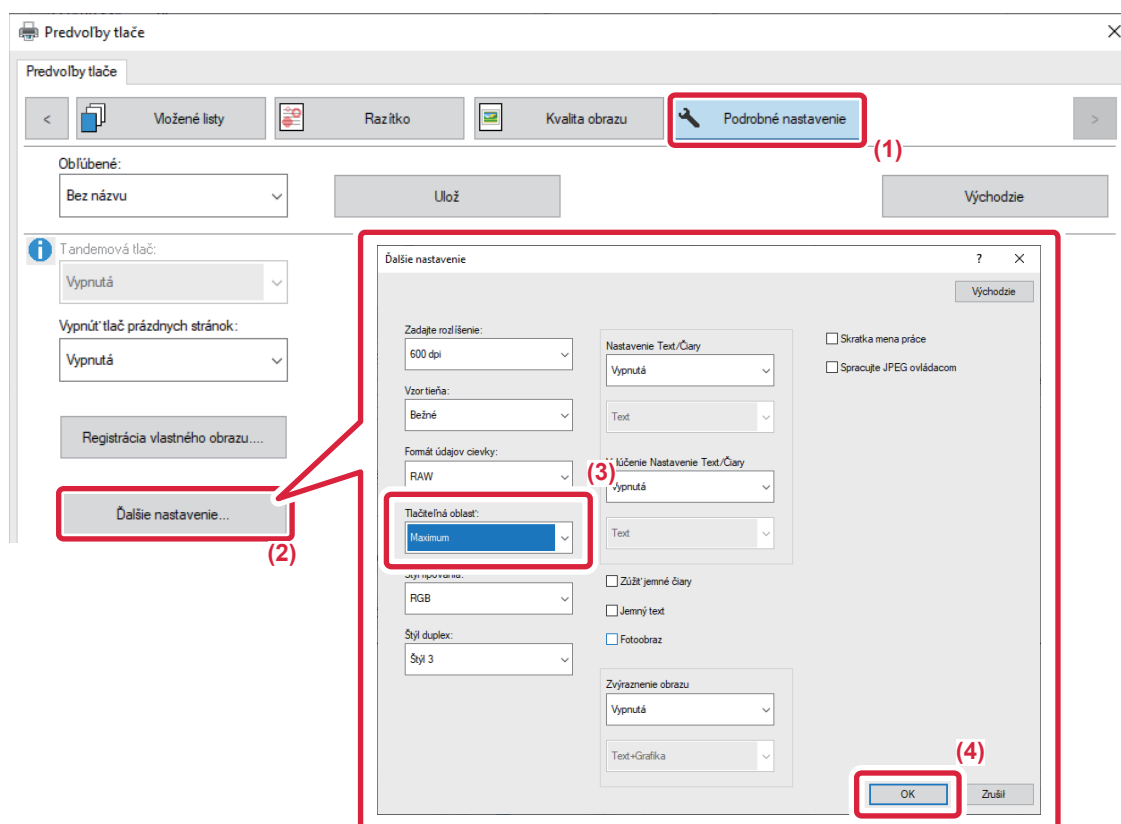 Predvoľby tlače
Predvoľby tlače
< Vložené listy Razítko Kvalita obrazu Podrobné nastavenie >
(1)
Obľúbené:
Bez názvu Ulož Východzie
Tandemová tlač:
Vypnutá
Vypnúť tlač prázdnych stránok:
Vypnutá
Registrácia vlastného obrazu....
Ďalšie nastavenie...
(2)
Ďalšie nastavenie ?
Východzie
Zadajte rozlíšenie:
600 dpi
Vzor tieňa:
Bežné
Formát údajov cievky:
RAW
(3)
Tlačiteľná oblasť:
Maximum
RGB
Štýl duplex:
Štýl 3
Nastavenie Text/Čiary
Vypnutá
Text
Nastavenie Text/Čiary
Vypnutá
Text
Zúžiť jemné čiary
Jemný text
Fotoobraz
Zvýraznenie obrazu
Vypnutá
Text+Grafika
Skratka mena práce
Spracujte JPEG ovládacom
(4)
OK Zrušiť